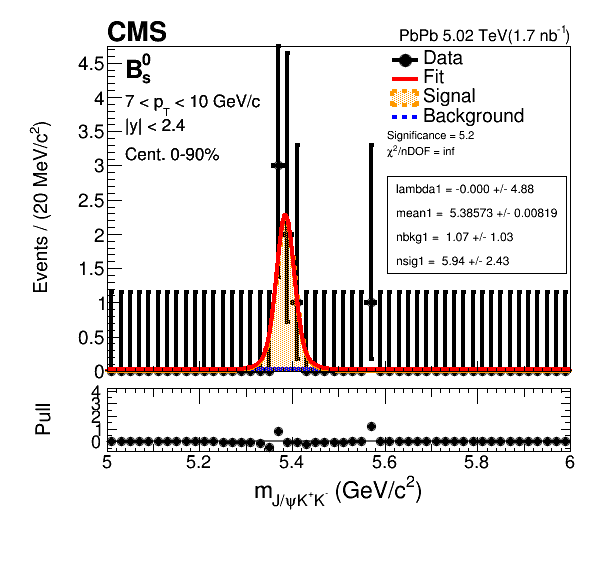 CMS
PbPb 5.02 TeV(1.7 nb⁻¹)
B⁰ₛ
7 < p_T < 10 GeV/c
|y| < 2.4
Cent. 0-90%
Data
Fit
Signal
Background
Significance = 5.2
χ²/nDOF = inf
lambda1 = -0.000 +/- 4.88
mean1 = 5.38573 +/- 0.00819
nbkg1 = 1.07 +/- 1.03
nsig1 = 5.94 +/- 2.43
Events / (20 MeV/c²)
4.5
4
3.5
3
2.5
2
1.5
1
0.5
0
Pull
4
3
2
1
0
5 5.2 5.4 5.6 5.8 6
m_J/ψK⁺K⁻ (GeV/c²)